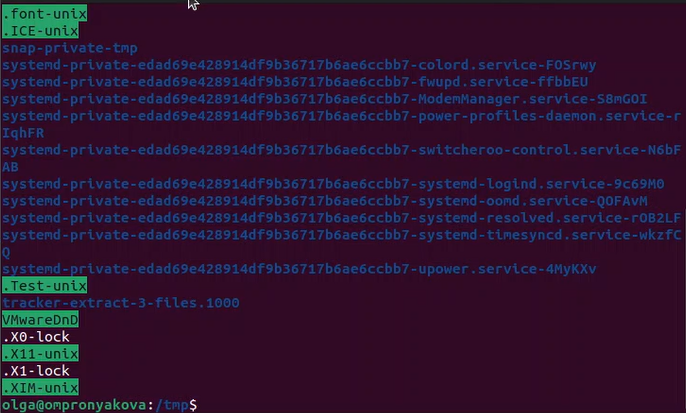 .font-unix
.ICE-unix
snap-private-tmp
systemd-private-edad69e428914df9b36717b6ae6ccbb7-colord.service-FOSrwy
systemd-private-edad69e428914df9b36717b6ae6ccbb7-fwupd.service-ffbbEU
systemd-private-edad69e428914df9b36717b6ae6ccbb7-ModemManager.service-S8mGOI
systemd-private-edad69e428914df9b36717b6ae6ccbb7-power-profiles-daemon.service-r
IqhFR
systemd-private-edad69e428914df9b36717b6ae6ccbb7-switcheroo-control.service-N6bF
AB
systemd-private-edad69e428914df9b36717b6ae6ccbb7-systemd-logind.service-9c69M0
systemd-private-edad69e428914df9b36717b6ae6ccbb7-systemd-oomd.service-QOFAvM
systemd-private-edad69e428914df9b36717b6ae6ccbb7-systemd-resolved.service-rOB2LF
systemd-private-edad69e428914df9b36717b6ae6ccbb7-systemd-timesyncd.service-wkzfC
Q
systemd-private-edad69e428914df9b36717b6ae6ccbb7-upower.service-4MyKXv
.Test-unix
tracker-extract-3-files.1000
VMwareDnD
.X0-lock
.X11-unix
.X1-lock
.XIM-unix
olga@ompronyakova:/tmp$